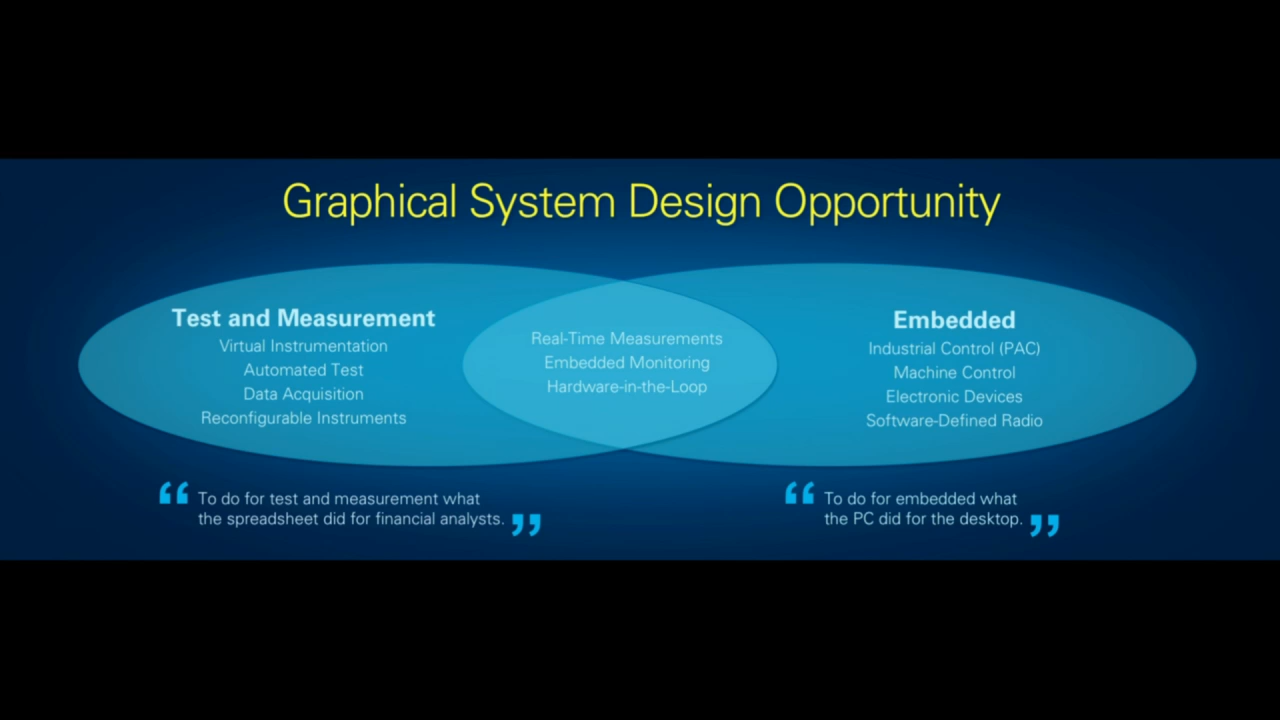 Graphical System Design Opportunity
Test and Measurement
Virtual Instrumentation
Automated Test
Data Acquisition
Reconfigurable Instruments
Real-Time Measurements
Embedded Monitoring
Hardware-in-the-Loop
Embedded
Industrial Control (PAC)
Machine Control
Electronic Devices
Software-Defined Radio
“To do for test and measurement what
the spreadsheet did for financial analysts.”
“To do for embedded what
the PC did for the desktop.”